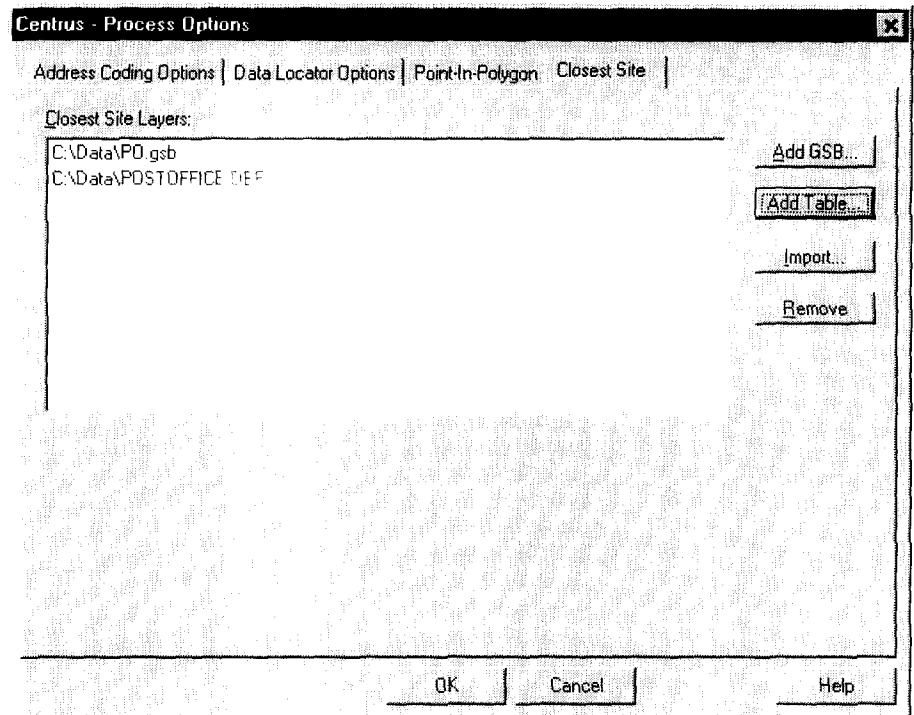 Centrus - Process Options
Address Coding Options Data Locator Options Point-In-Polygon Closest Site
Closest Site Layers:
C:\Data\PO.gsb
C:\Data\POSTOFFICE
Add GSB...
Add Table...
Import...
Remove
OK Cancel Help